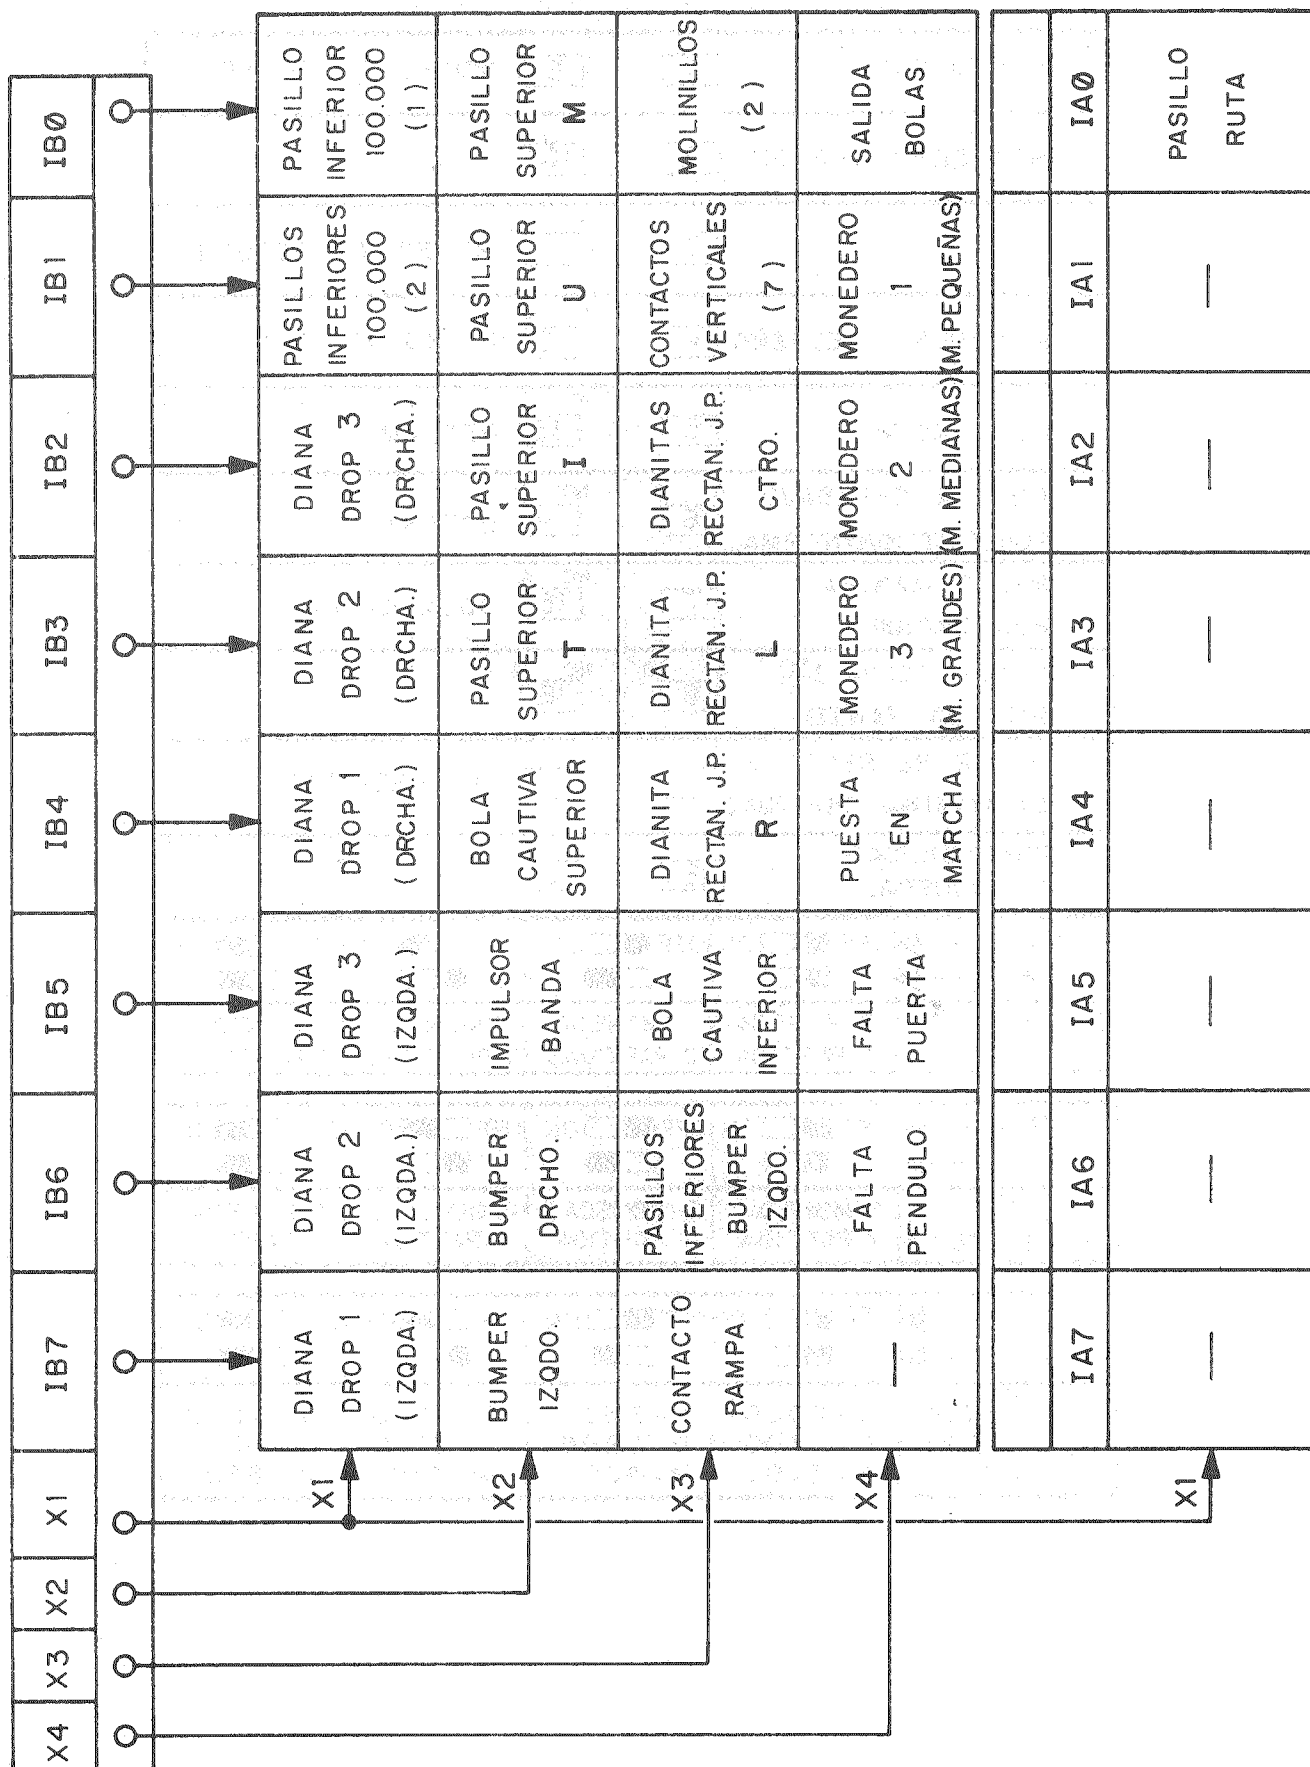 X4
X3
X2
X1
IB7
IB6
IB5
IB4
IB3
IB2
IB1
IBØ
X1
DIANA
DROP 1
(IZQDA.)
DIANA
DROP 2
(IZQDA.)
DIANA
DROP 3
(IZQDA.)
DIANA
DROP 1
(DRCHA.)
DIANA
DROP 2
(DRCHA.)
DIANA
DROP 3
(DRCHA.)
PASILLOS
INFERIORES
100.000
(2)
PASILLO
INFERIOR
100.000
(1)
X2
BUMPER
IZQDO.
BUMPER
DRCHO.
IMPULSOR
BANDA
BOLA
CAUTIVA
SUPERIOR
PASILLO
SUPERIOR
T
PASILLO
SUPERIOR
I
PASILLO
SUPERIOR
U
PASILLO
SUPERIOR
M
X3
CONTACTO
RAMPA
PASILLOS
INFERIORES
BUMPER
IZQDO.
BOLA
CAUTIVA
INFERIOR
DIANITA
RECTAN. J.P.
R
DIANITA
RECTAN. J.P.
L
DIANITAS
RECTAN. J.P.
CTRO.
CONTACTOS
VERTICALES
(7)
MOLINILLOS
(2)
X4
—
FALTA
PENDULO
FALTA
PUERTA
PUESTA
EN
MARCHA
MONEDERO
3
(M. GRANDES)
MONEDERO
2
(M. MEDIANAS)
MONEDERO
1
(M. PEQUEÑAS)
SALIDA
BOLAS
IA7
IA6
IA5
IA4
IA3
IA2
IA1
IAØ
X1
—
—
—
—
—
—
—
PASILLO
RUTA